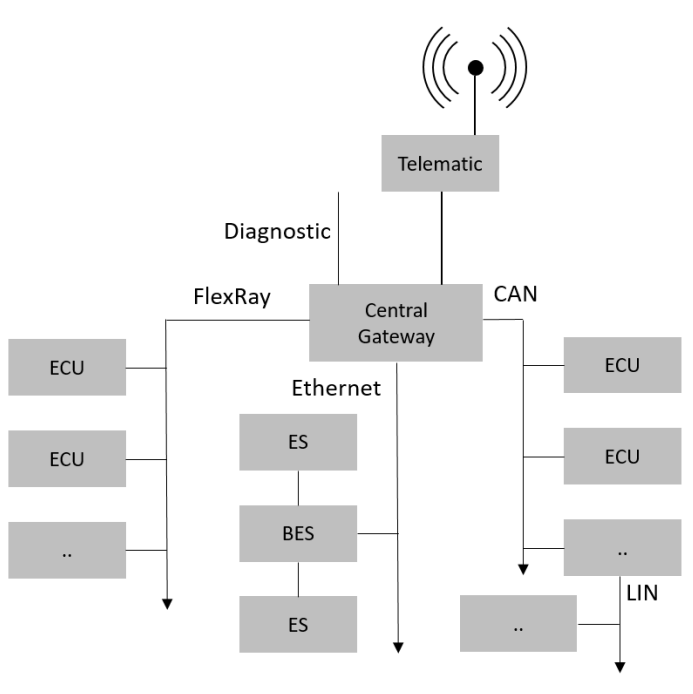 Telematic
Diagnostic
FlexRay
Central
Gateway
CAN
ECU
ECU
..
Ethernet
ES
BES
ES
ECU
ECU
..
LIN
..